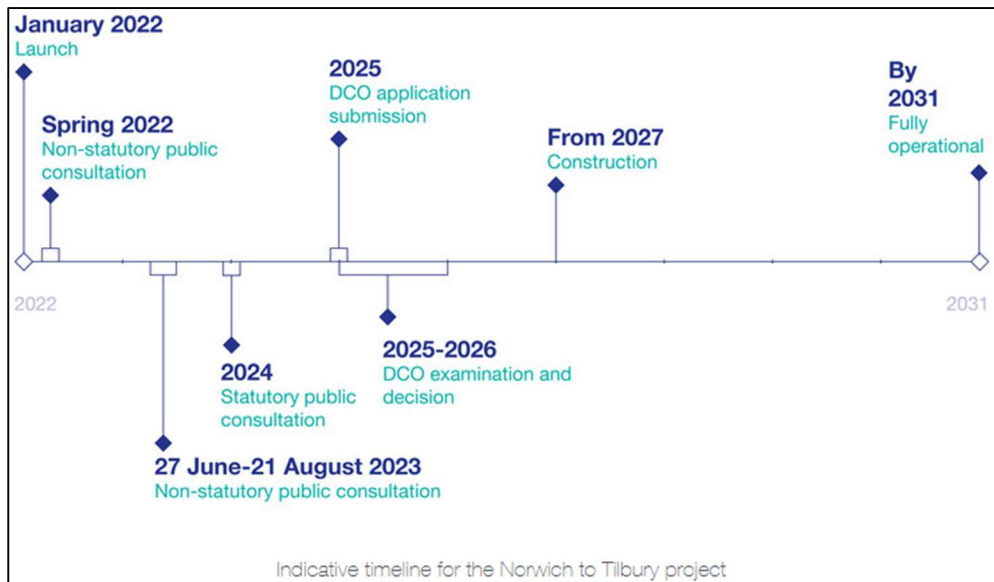 January 2022
Launch
Spring 2022
Non-statutory public
consultation
2025
DCO application
submission
From 2027
Construction
By
2031
Fully
operational
2022
2031
2024
Statutory public
consultation
2025-2026
DCO examination and
decision
27 June-21 August 2023
Non-statutory public consultation
Indicative timeline for the Norwich to Tilbury project